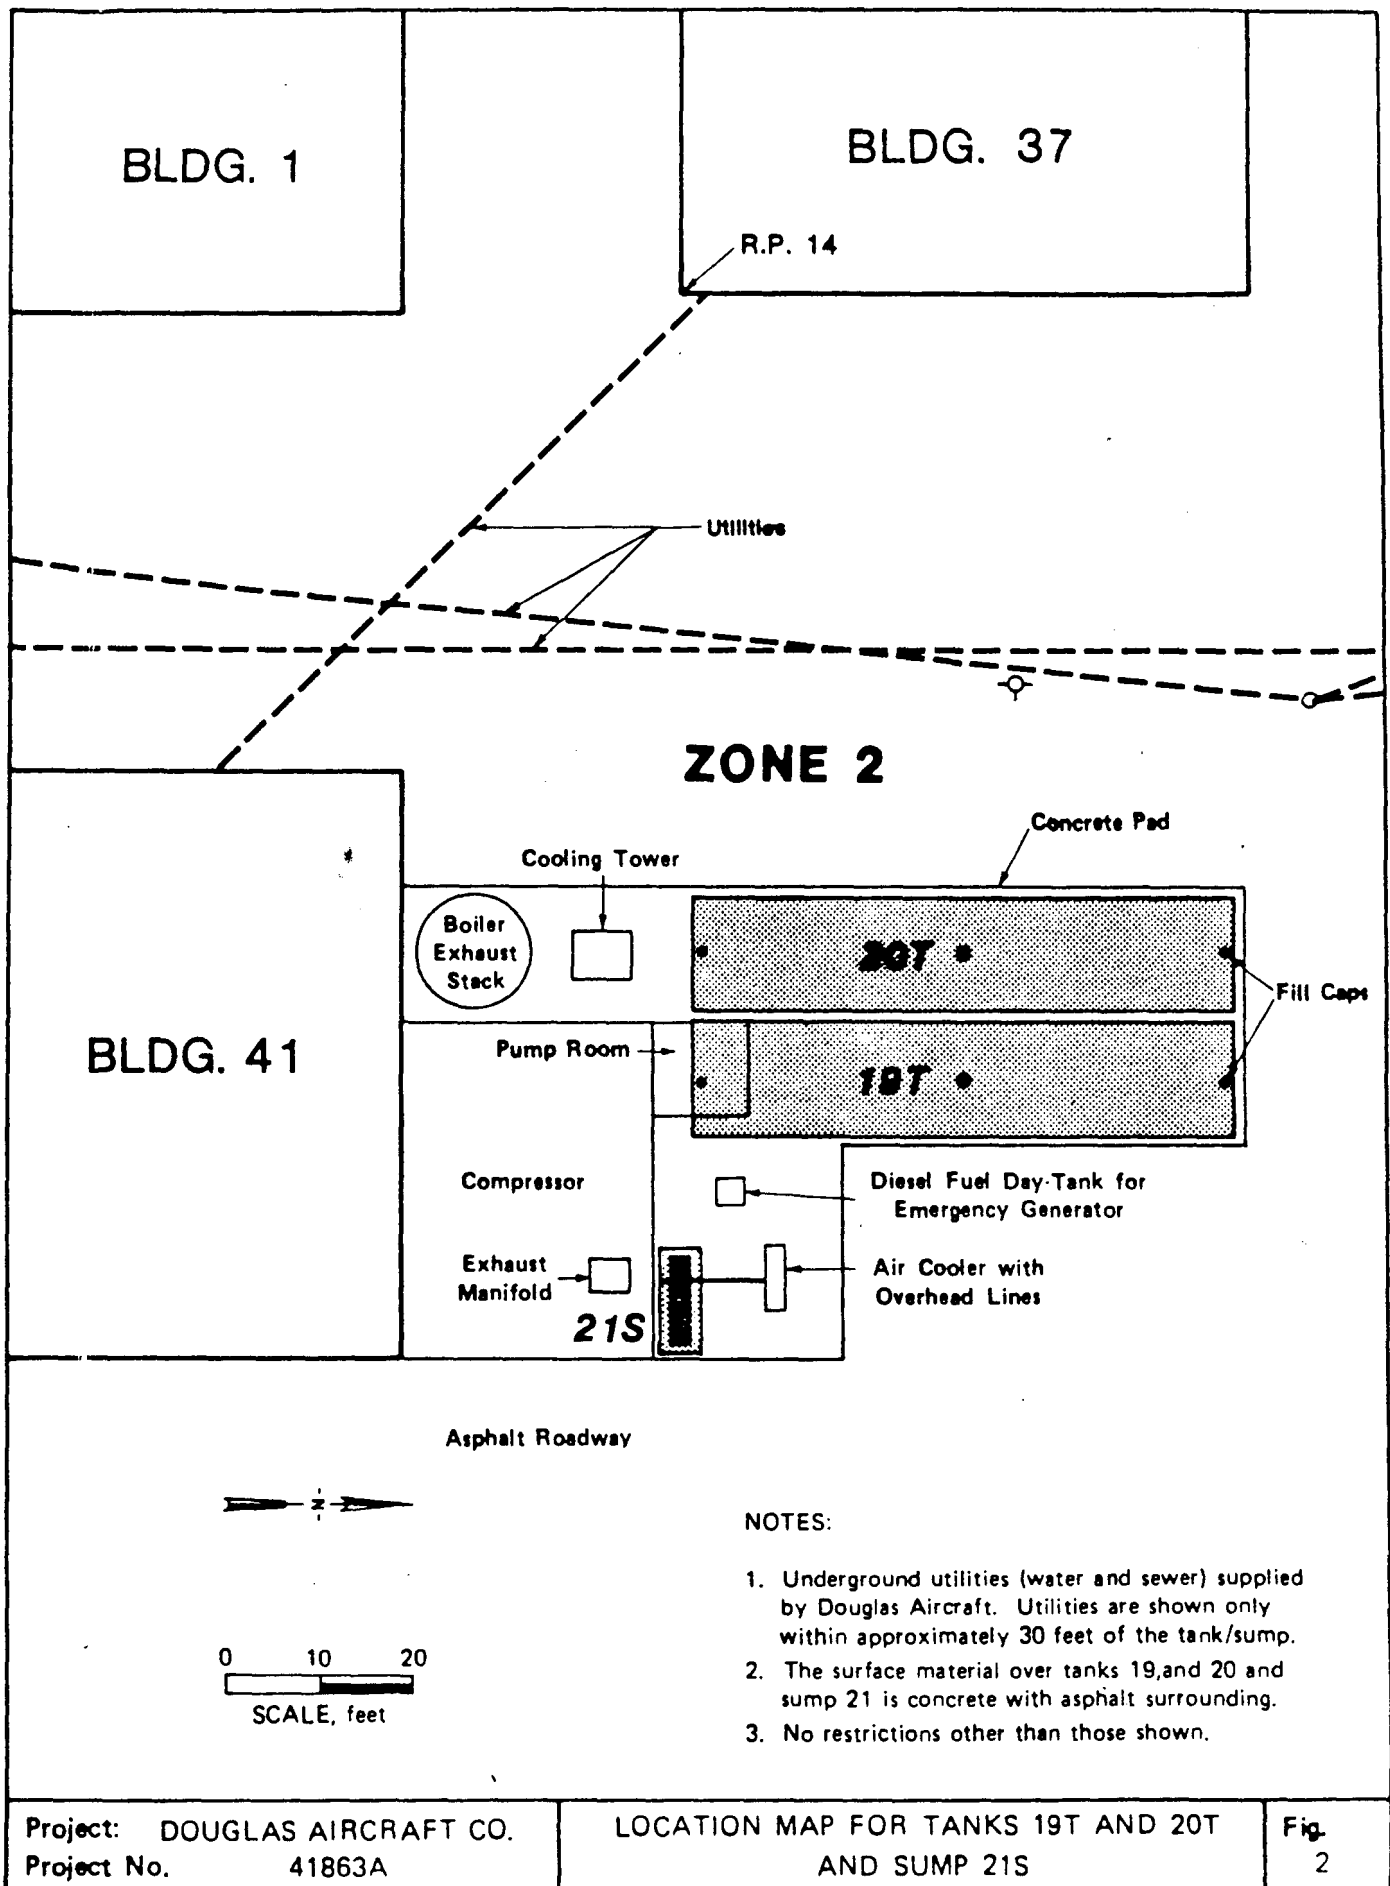 BLDG. 1
BLDG. 37
R.P. 14
Utilities
ZONE 2
Concrete Pad
Cooling Tower
Boiler
Exhaust
Stack
20T
Fill Caps
BLDG. 41
Pump Room
19T
Compressor
Diesel Fuel Day-Tank for
Emergency Generator
Exhaust
Manifold
Air Cooler with
Overhead Lines
21S
Asphalt Roadway
N
NOTES:
1. Underground utilities (water and sewer) supplied
by Douglas Aircraft. Utilities are shown only
within approximately 30 feet of the tank/sump.
2. The surface material over tanks 19,and 20 and
sump 21 is concrete with asphalt surrounding.
3. No restrictions other than those shown.
0 10 20
SCALE, feet
Project: DOUGLAS AIRCRAFT CO.
Project No. 41863A
LOCATION MAP FOR TANKS 19T AND 20T
AND SUMP 21S
Fig.
2